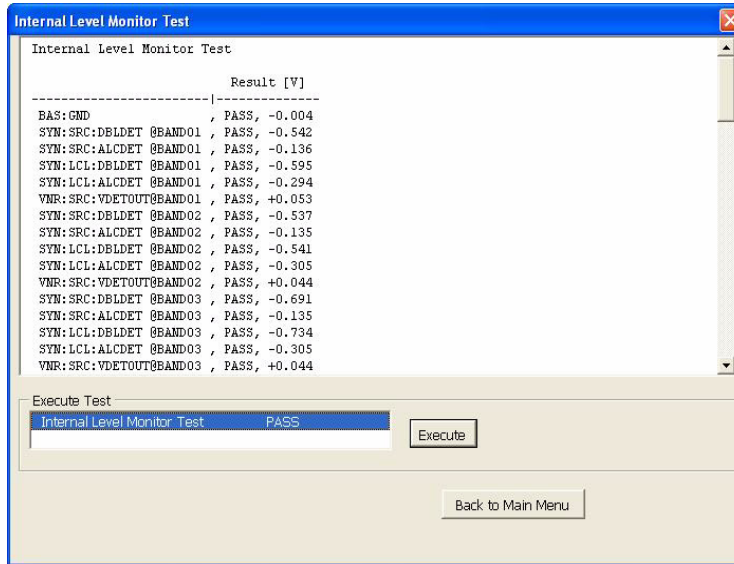 Internal Level Monitor Test
Internal Level Monitor Test
Result [V]
-----------------------|--------------
BAS:GND , PASS, -0.004
SYN:SRC:DBLDET @BAND01 , PASS, -0.542
SYN:SRC:ALCDET @BAND01 , PASS, -0.136
SYN:LCL:DBLDET @BAND01 , PASS, -0.595
SYN:LCL:ALCDET @BAND01 , PASS, -0.294
VNR:SRC:VDETOUT@BAND01 , PASS, +0.053
SYN:SRC:DBLDET @BAND02 , PASS, -0.537
SYN:SRC:ALCDET @BAND02 , PASS, -0.135
SYN:LCL:DBLDET @BAND02 , PASS, -0.541
SYN:LCL:ALCDET @BAND02 , PASS, -0.305
VNR:SRC:VDETOUT@BAND02 , PASS, +0.044
SYN:SRC:DBLDET @BAND03 , PASS, -0.691
SYN:SRC:ALCDET @BAND03 , PASS, -0.135
SYN:LCL:DBLDET @BAND03 , PASS, -0.734
SYN:LCL:ALCDET @BAND03 , PASS, -0.305
VNR:SRC:VDETOUT@BAND03 , PASS, +0.044
Execute Test
Internal Level Monitor Test PASS
Execute
Back to Main Menu